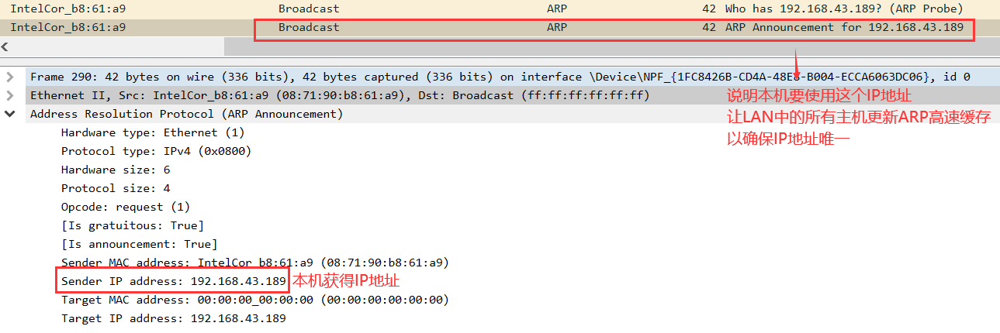 IntelCor_b8:61:a9 Broadcast ARP 42 Who has 192.168.43.189? (ARP Probe)
IntelCor_b8:61:a9 Broadcast ARP 42 ARP Announcement for 192.168.43.189
Frame 290: 42 bytes on wire (336 bits), 42 bytes captured (336 bits) on interface \Device\NPF_{1FC8426B-CD4A-48E8-B004-ECCA6063DC06}, id 0
Ethernet II, Src: IntelCor_b8:61:a9 (08:71:90:b8:61:a9), Dst: Broadcast (ff:ff:ff:ff:ff:ff)
说明本机要使用这个IP地址
让LAN中的所有主机更新ARP高速缓存
以确保IP地址唯一
Address Resolution Protocol (ARP Announcement)
Hardware type: Ethernet (1)
Protocol type: IPv4 (0x0800)
Hardware size: 6
Protocol size: 4
Opcode: request (1)
[Is gratuitous: True]
[Is announcement: True]
Sender MAC address: IntelCor_b8:61:a9 (08:71:90:b8:61:a9)
Sender IP address: 192.168.43.189 本机获得IP地址
Target MAC address: 00:00:00_00:00:00 (00:00:00:00:00:00)
Target IP address: 192.168.43.189